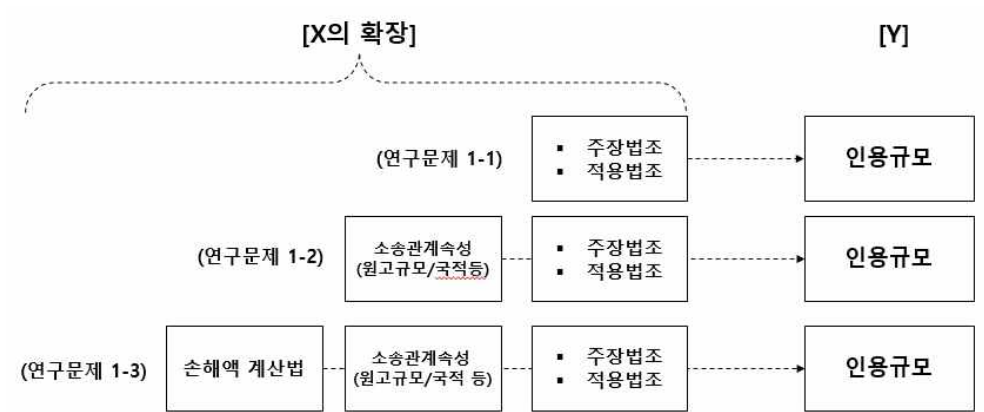 [X의 확장]
[Y]
(연구문제 1-1)
▪ 주장법조
▪ 적용법조
인용규모
(연구문제 1-2)
소송관계속성
(원고규모/국적등)
▪ 주장법조
▪ 적용법조
인용규모
(연구문제 1-3)
손해액 계산법
소송관계속성
(원고규모/국적 등)
▪ 주장법조
▪ 적용법조
인용규모